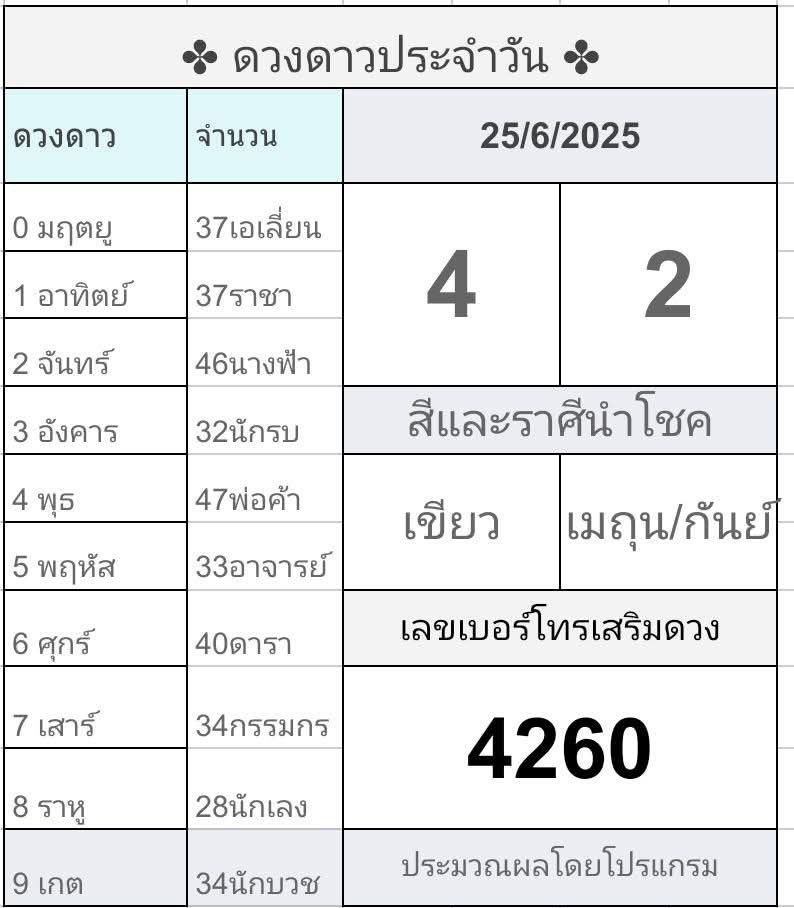 ✤ ดวงดาวประจำวัน ✤
ดวงดาว จำนวน 25/6/2025
0 มฤตยู 37เอเลี่ยน
1 อาทิตย์ 37ราชา
4 2
2 จันทร์ 46นางฟ้า
3 อังคาร 32นักรบ
สีและราศีนำโชค
4 พุธ 47พ่อค้า
เขียว เมถุน/กันย์
5 พฤหัส 33อาจารย์
6 ศุกร์ 40ดารา
เลขเบอร์โทรเสริมดวง
7 เสาร์ 34กรรมกร
4260
8 ราหู 28นักเลง
9 เกต 34นักบวช
ประมวณผลโดยโปรแกรม